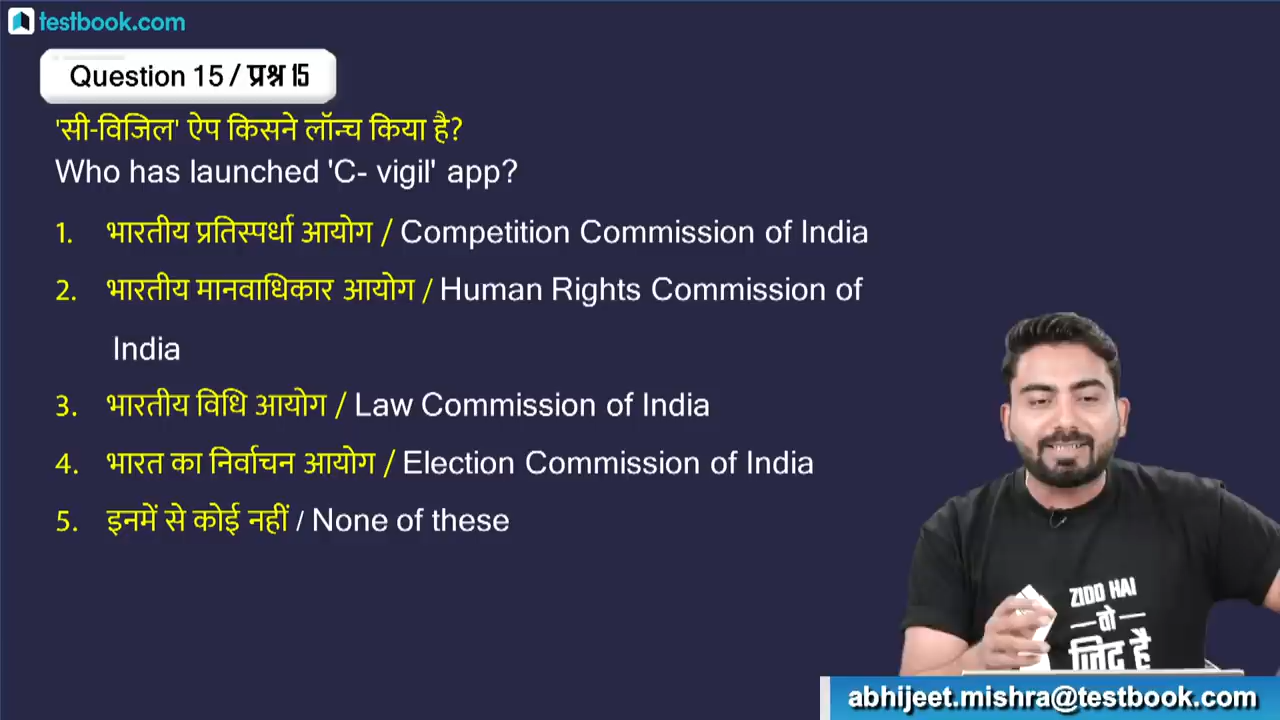 testbook.com
Question 15 / प्रश्न 15
'सी-विजिल' ऐप किसने लॉन्च किया है?
Who has launched 'C- vigil' app?
1. भारतीय प्रतिस्पर्धा आयोग / Competition Commission of India
2. भारतीय मानवाधिकार आयोग / Human Rights Commission of
India
3. भारतीय विधि आयोग / Law Commission of India
4. भारत का निर्वाचन आयोग / Election Commission of India
5. इनमें से कोई नहीं / None of these
ZIDD HAI
वो
ज़िद है
abhijeet.mishra@testbook.com